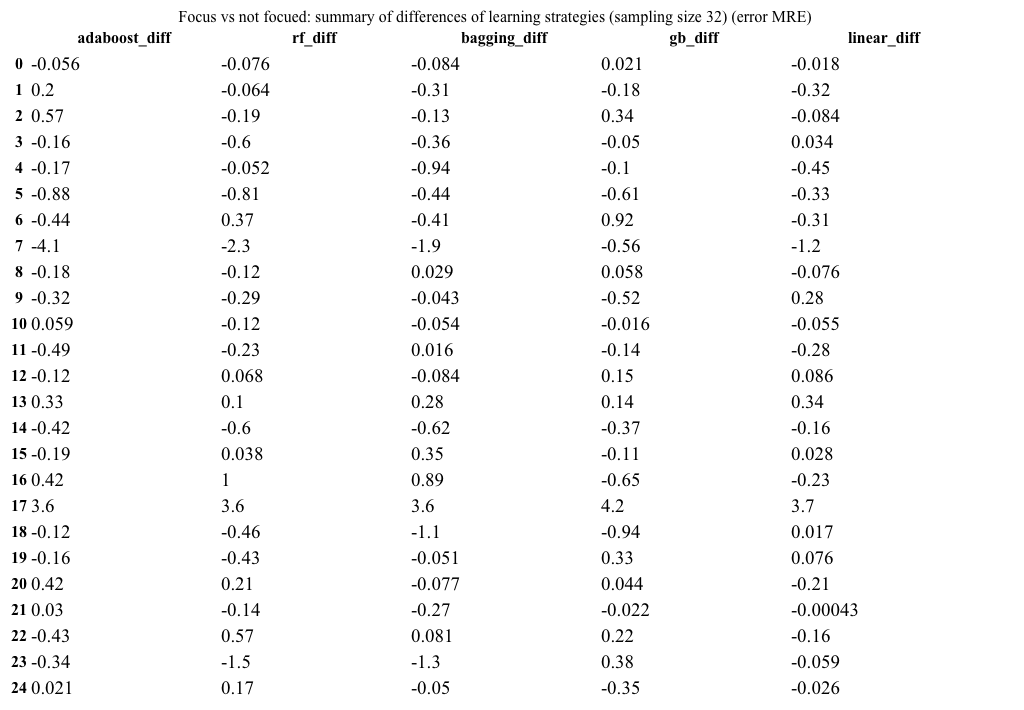 Focus vs not focued: summary of differences of learning strategies (sampling size 32) (error MRE)
adaboost_diff rf_diff bagging_diff gb_diff linear_diff
0 -0.056 -0.076 -0.084 0.021 -0.018
1 0.2 -0.064 -0.31 -0.18 -0.32
2 0.57 -0.19 -0.13 0.34 -0.084
3 -0.16 -0.6 -0.36 -0.05 0.034
4 -0.17 -0.052 -0.94 -0.1 -0.45
5 -0.88 -0.81 -0.44 -0.61 -0.33
6 -0.44 0.37 -0.41 0.92 -0.31
7 -4.1 -2.3 -1.9 -0.56 -1.2
8 -0.18 -0.12 0.029 0.058 -0.076
9 -0.32 -0.29 -0.043 -0.52 0.28
10 0.059 -0.12 -0.054 -0.016 -0.055
11 -0.49 -0.23 0.016 -0.14 -0.28
12 -0.12 0.068 -0.084 0.15 0.086
13 0.33 0.1 0.28 0.14 0.34
14 -0.42 -0.6 -0.62 -0.37 -0.16
15 -0.19 0.038 0.35 -0.11 0.028
16 0.42 1 0.89 -0.65 -0.23
17 3.6 3.6 3.6 4.2 3.7
18 -0.12 -0.46 -1.1 -0.94 0.017
19 -0.16 -0.43 -0.051 0.33 0.076
20 0.42 0.21 -0.077 0.044 -0.21
21 0.03 -0.14 -0.27 -0.022 -0.00043
22 -0.43 0.57 0.081 0.22 -0.16
23 -0.34 -1.5 -1.3 0.38 -0.059
24 0.021 0.17 -0.05 -0.35 -0.026